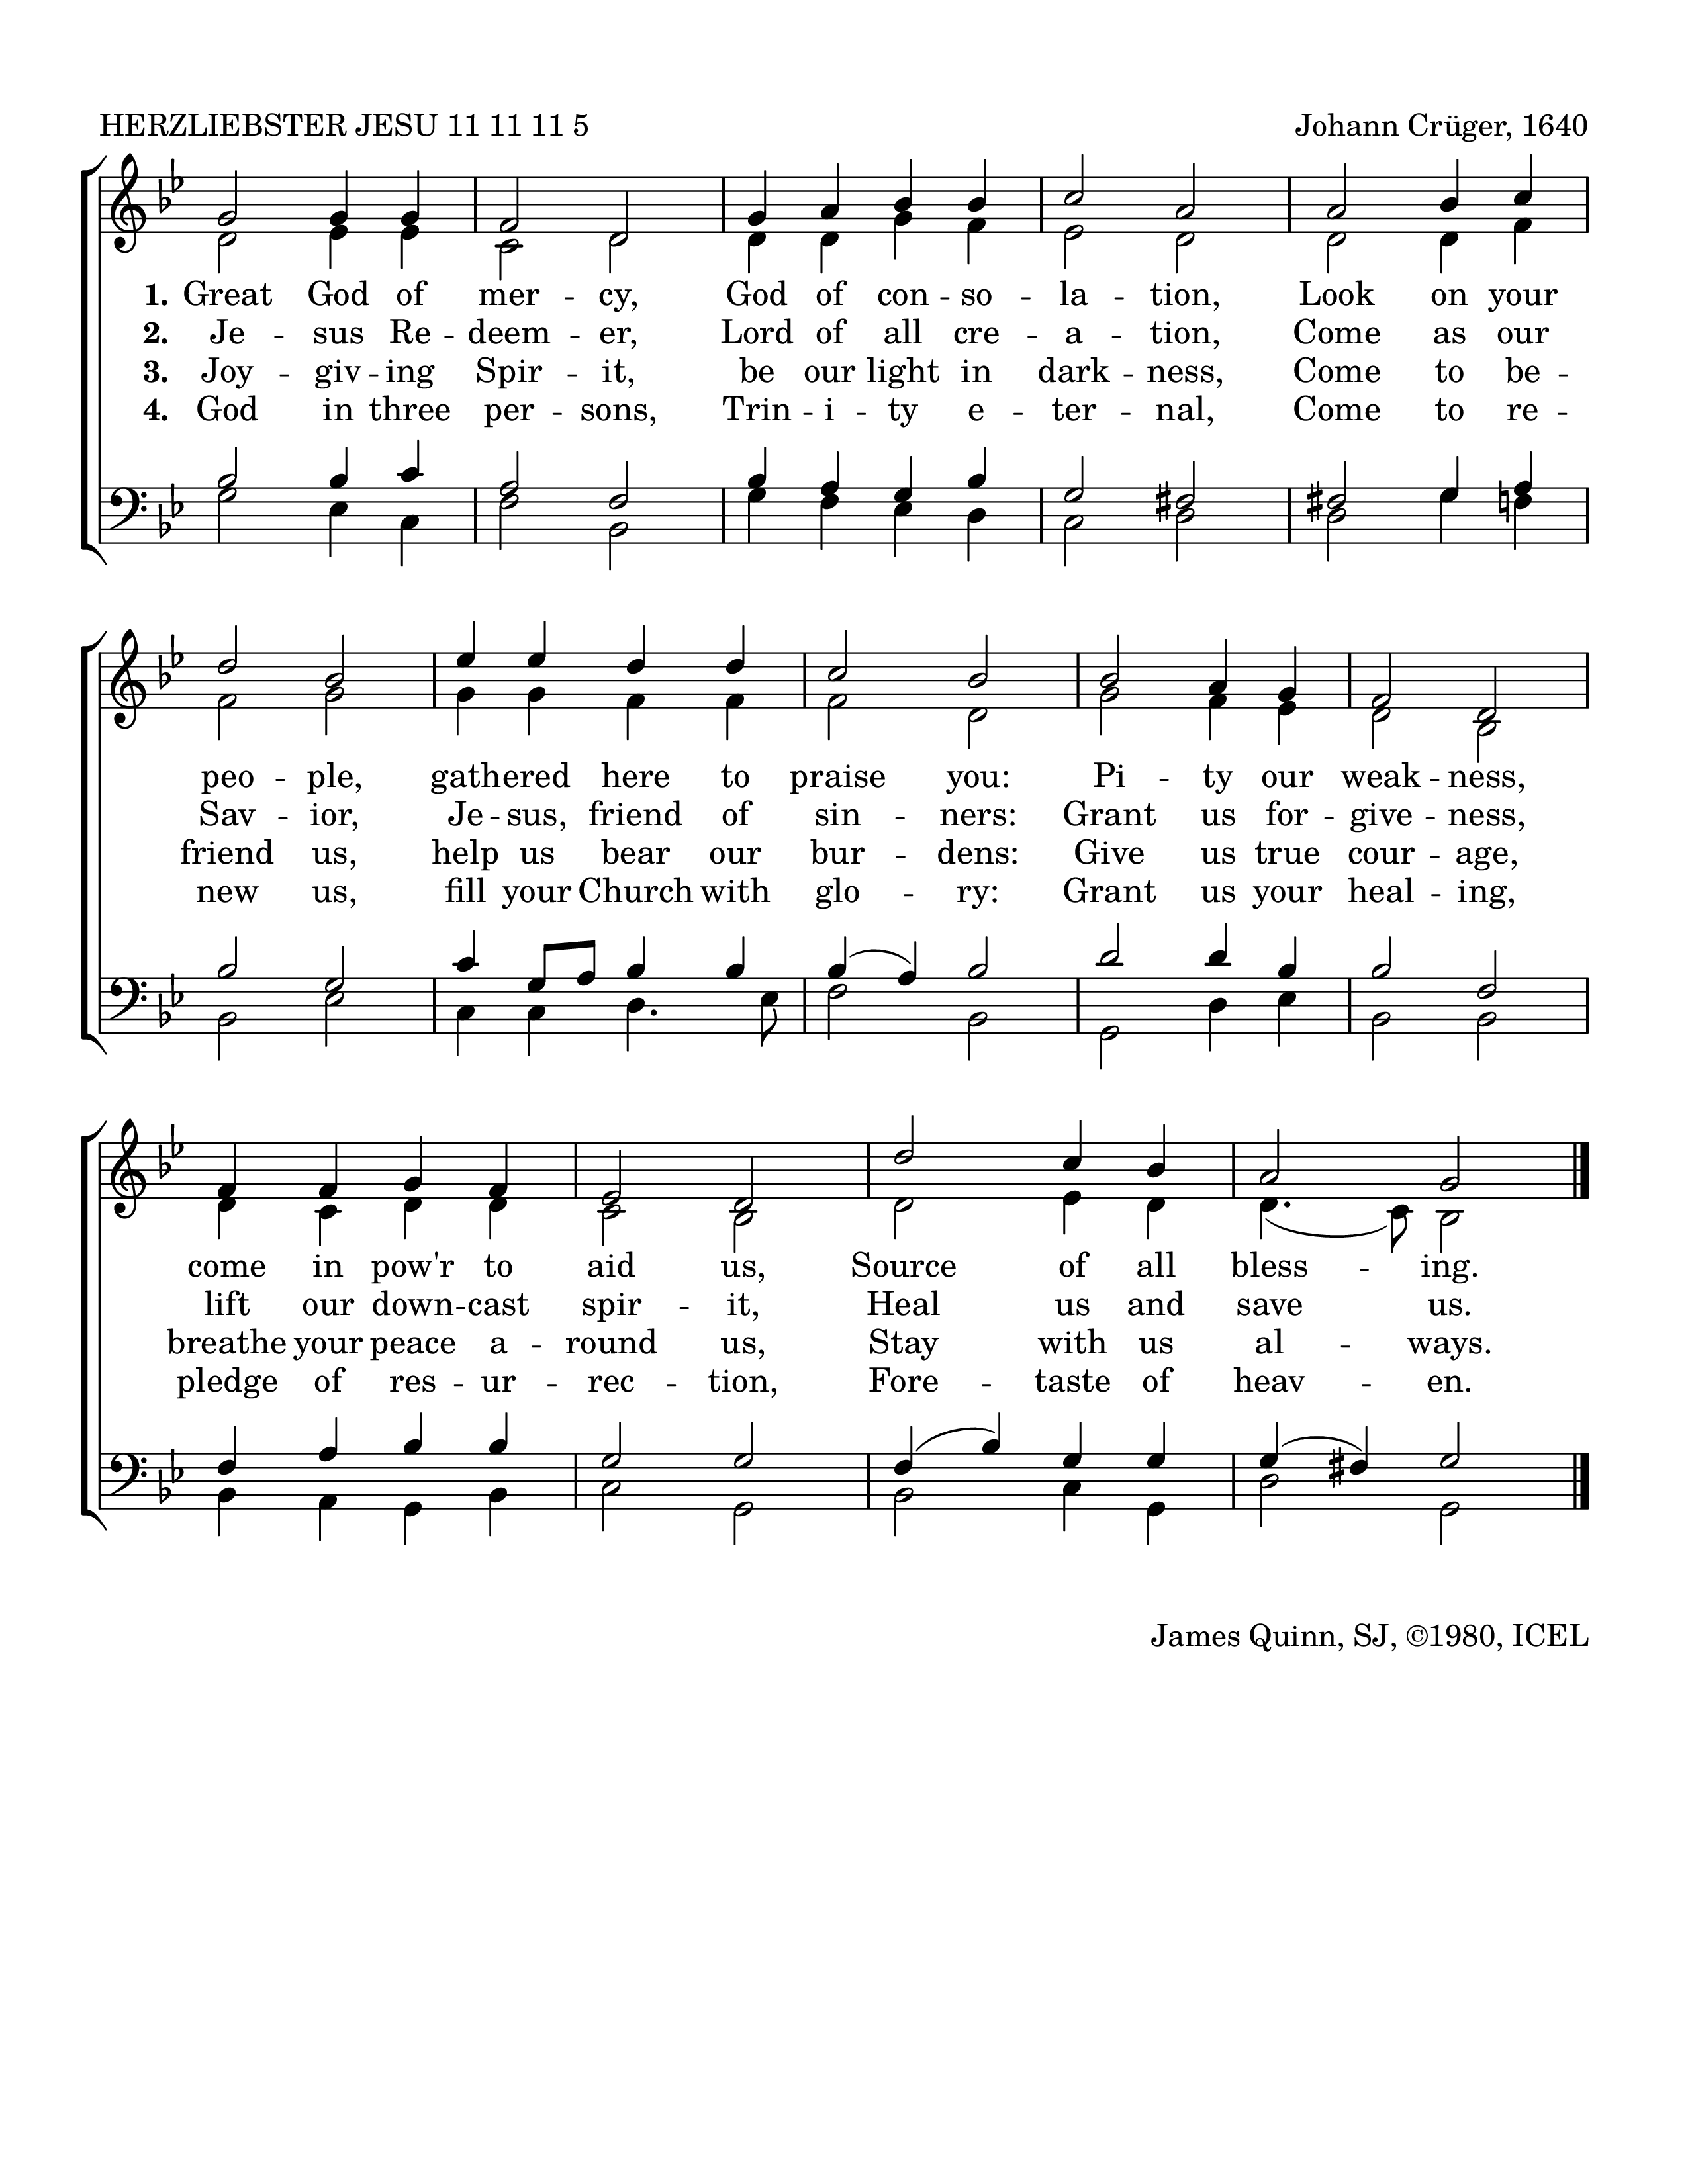 HERZLIEBSTER JESU 11 11 11 5 Johann Crüger, 1640
1. Great God of mer -- cy, God of con -- so -- la -- tion, Look on your
2. Je -- sus Re -- deem -- er, Lord of all cre -- a -- tion, Come as our
3. Joy -- giv -- ing Spir -- it, be our light in dark -- ness, Come to be --
4. God in three per -- sons, Trin -- i -- ty e -- ter -- nal, Come to re --
peo -- ple, gathered here to praise you: Pi -- ty our weak -- ness,
Sav -- ior, Je -- sus, friend of sin -- ners: Grant us for -- give -- ness,
friend us, help us bear our bur -- dens: Give us true cour -- age,
new us, fill your Church with glo -- ry: Grant us your heal -- ing,
come in pow'r to aid us, Source of all bless -- ing.
lift our down -- cast spir -- it, Heal us and save us.
breathe your peace a -- round us, Stay with us al -- ways.
pledge of res -- ur -- rec -- tion, Fore -- taste of heav -- en.
James Quinn, SJ, ©1980, ICEL